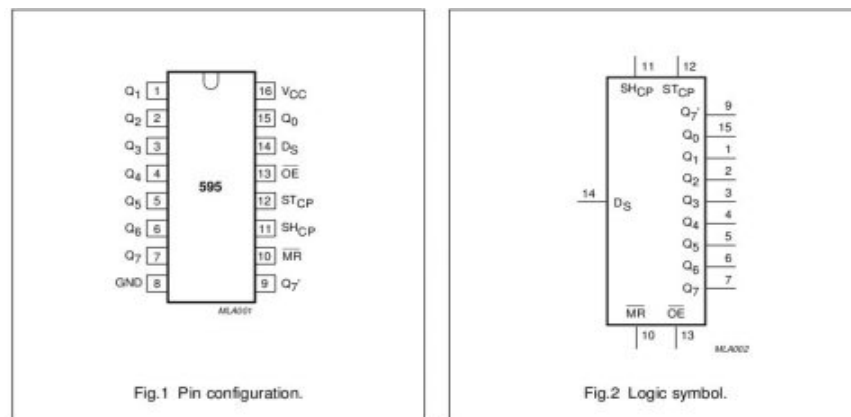 Q1 1 16 VCC
Q2 2 15 Q0
Q3 3 14 DS
Q4 4 13 OE
595
Q5 5 12 STCP
Q6 6 11 SHCP
Q7 7 10 MR
GND 8 9 Q7'
MLA001
Fig.1 Pin configuration.
11 12
SHCP STCP
Q7' 9
Q0 15
Q1 1
Q2 2
14 DS Q3 3
Q4 4
Q5 5
Q6 6
Q7 7
MR OE
10 13
MLA002
Fig.2 Logic symbol.